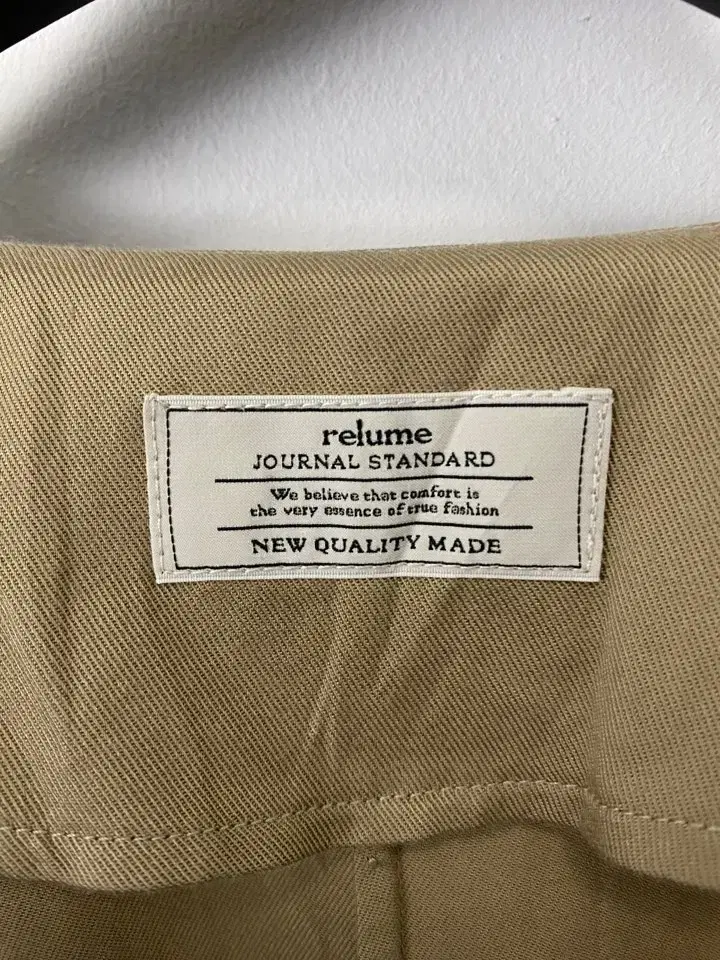 relume
JOURNAL STANDARD
We believe that comfort is
the very essence of true fashion
NEW QUALITY MADE